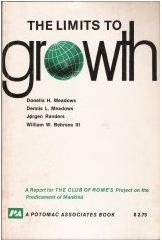 THE LIMITS TO
growth
Donella H. Meadows
Dennis L. Meadows
Jørgen Randers
William W. Behrens III
A Report for THE CLUB OF ROME'S Project on the
Predicament of Mankind
PA
A POTOMAC ASSOCIATES BOOK
$2.75